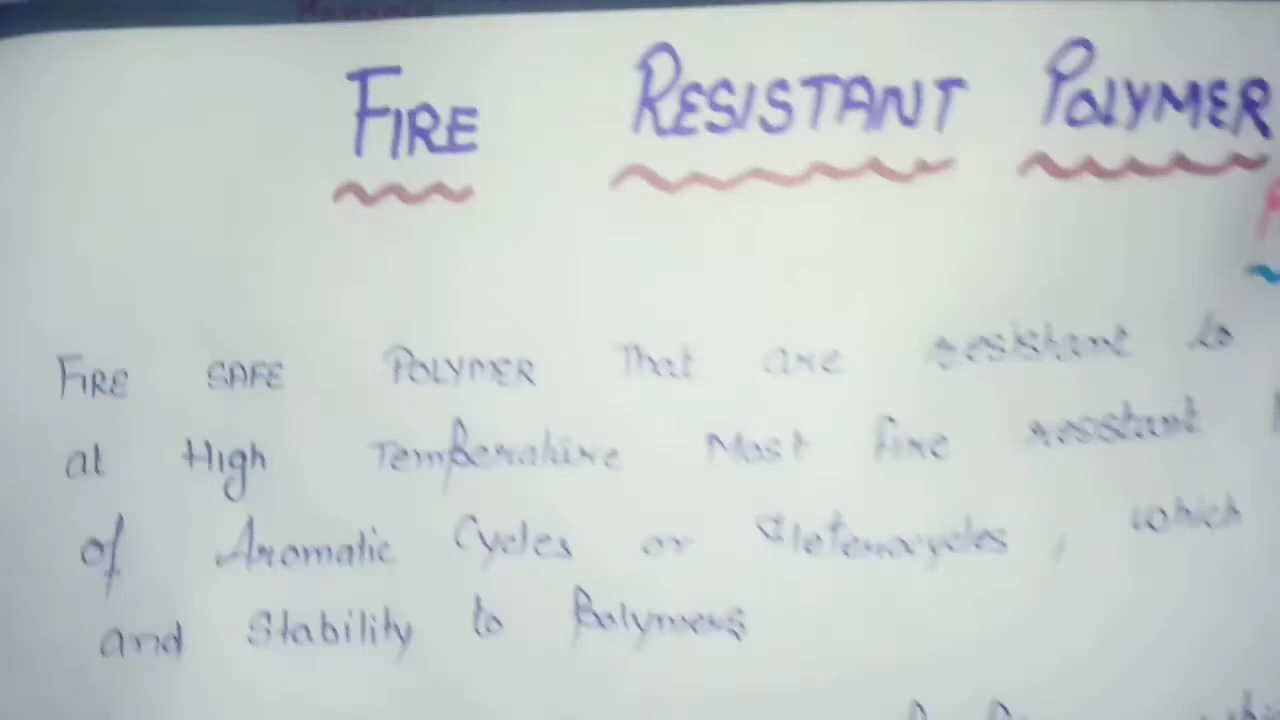 FIRE RESISTANT POLYMER
FIRE SAFE POLYMER That are resistant to
at High Temperature Most fire resistant
of Aromatic Cycles or Heterocycles , which
and Stability to Polymers